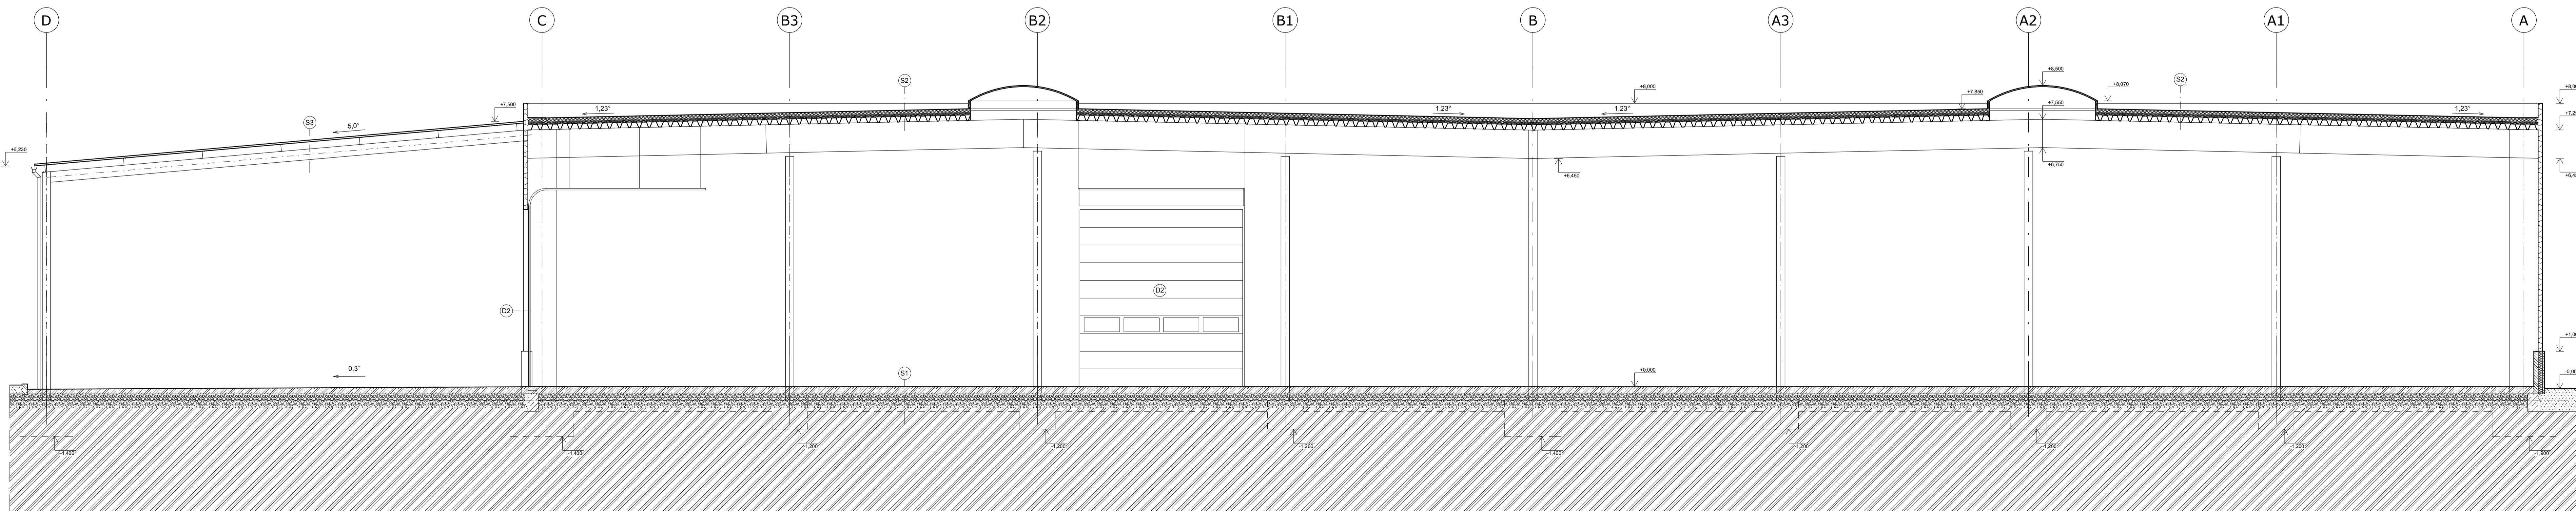 D C B3 B2 B1 B A3 A2 A1 A
+8,500
S2 S2
+8,070
+8,000
+7,850
+7,500
1,23° 1,23° 1,23° 1,23°
+7,550
S3
5,0°
+6,230
+6,450
+6,750
D2
D2
0,3°
S1
+0,000
-1,400 -1,400 -1,200 -1,200 -1,200 -1,400 -1,200 -1,200 -1,200